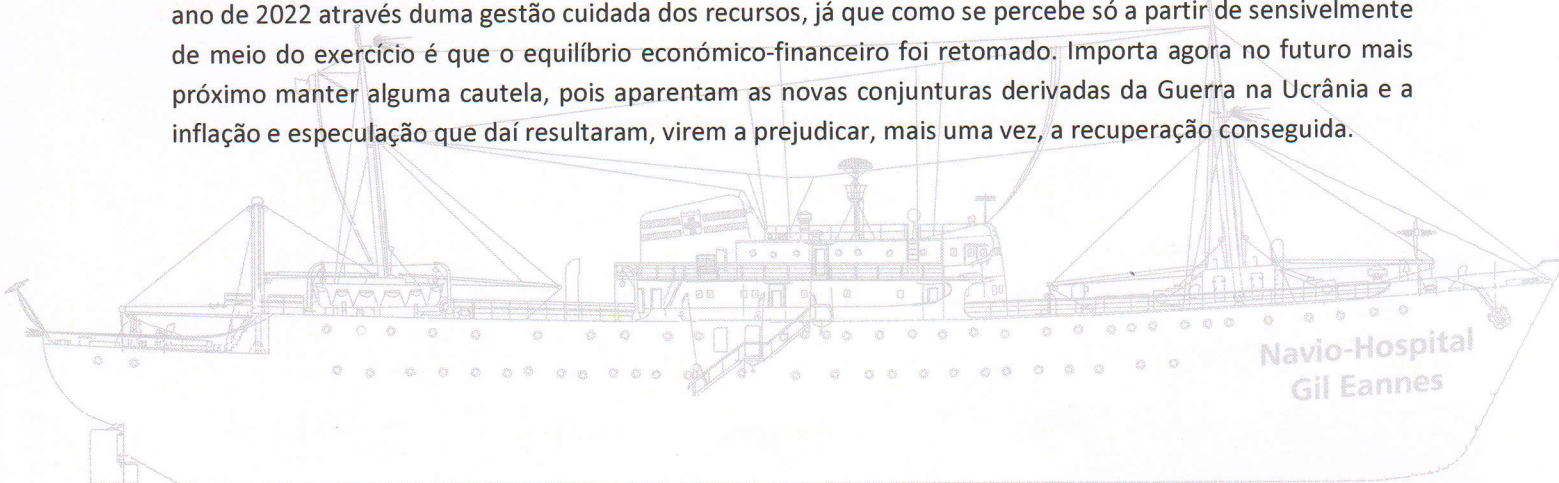 ano de 2022 através duma gestão cuidada dos recursos, já que como se percebe só a partir de sensivelmente
de meio do exercício é que o equilíbrio económico-financeiro foi retomado. Importa agora no futuro mais
próximo manter alguma cautela, pois aparentam as novas conjunturas derivadas da Guerra na Ucrânia e a
inflação e especulação que daí resultaram, virem a prejudicar, mais uma vez, a recuperação conseguida.
Navio-Hospital
Gil Eannes